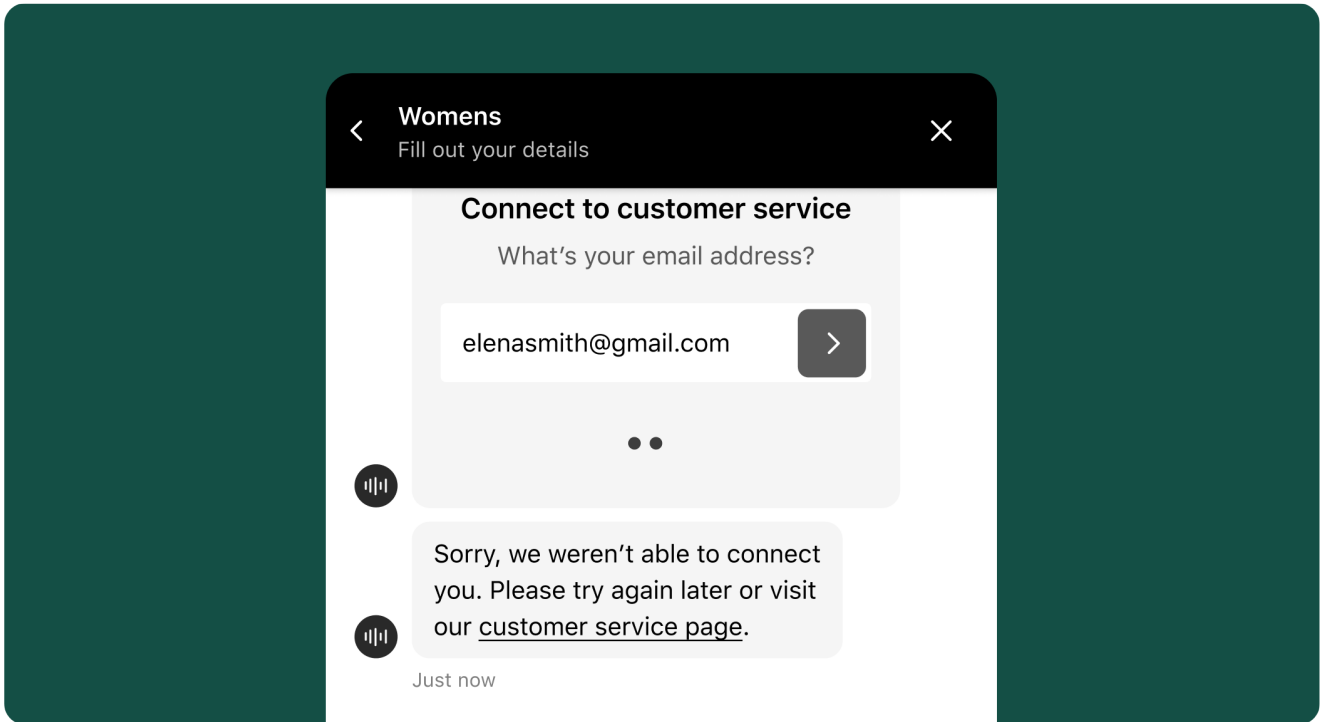 Womens
Fill out your details
Connect to customer service
What’s your email address?
elenasmith@gmail.com
Sorry, we weren’t able to connect
you. Please try again later or visit
our customer service page.
Just now